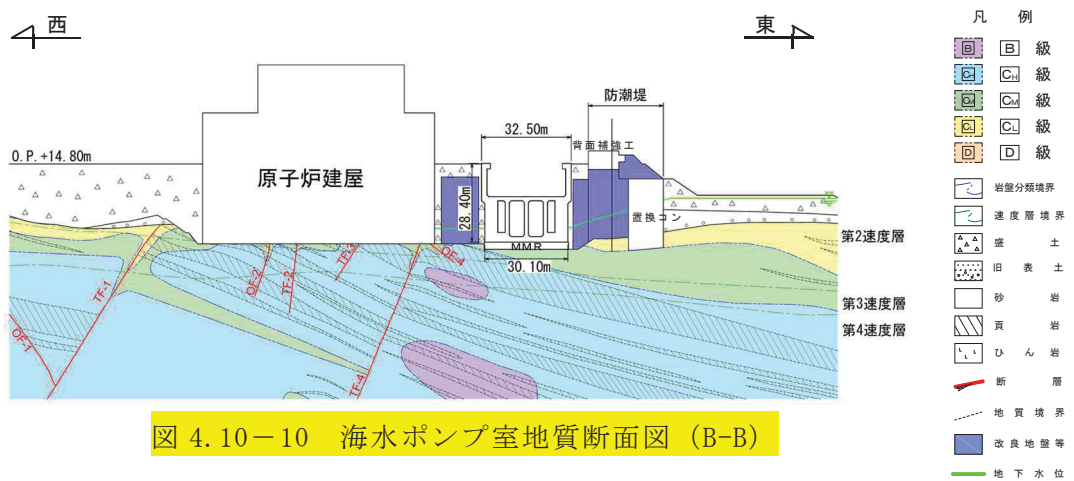 西
東
防潮堤
32.50m
背面補強工
O.P.+14.80m
原子炉建屋
28.40m
置換コン
MMR
30.10m
第2速度層
第3速度層
第4速度層
OF-1
TF-1
OF-2
TF-2
TF-3
TF-4
OF-4
図 4.10-10 海水ポンプ室地質断面図 (B-B)
凡 例
B B 級
CH CH 級
CM CM 級
CL CL 級
D D 級
岩盤分類境界
速度層境界
盛 土
旧 表 土
砂 岩
頁 岩
ひ ん 岩
断 層
地 質 境 界
改 良 地 盤 等
地 下 水 位